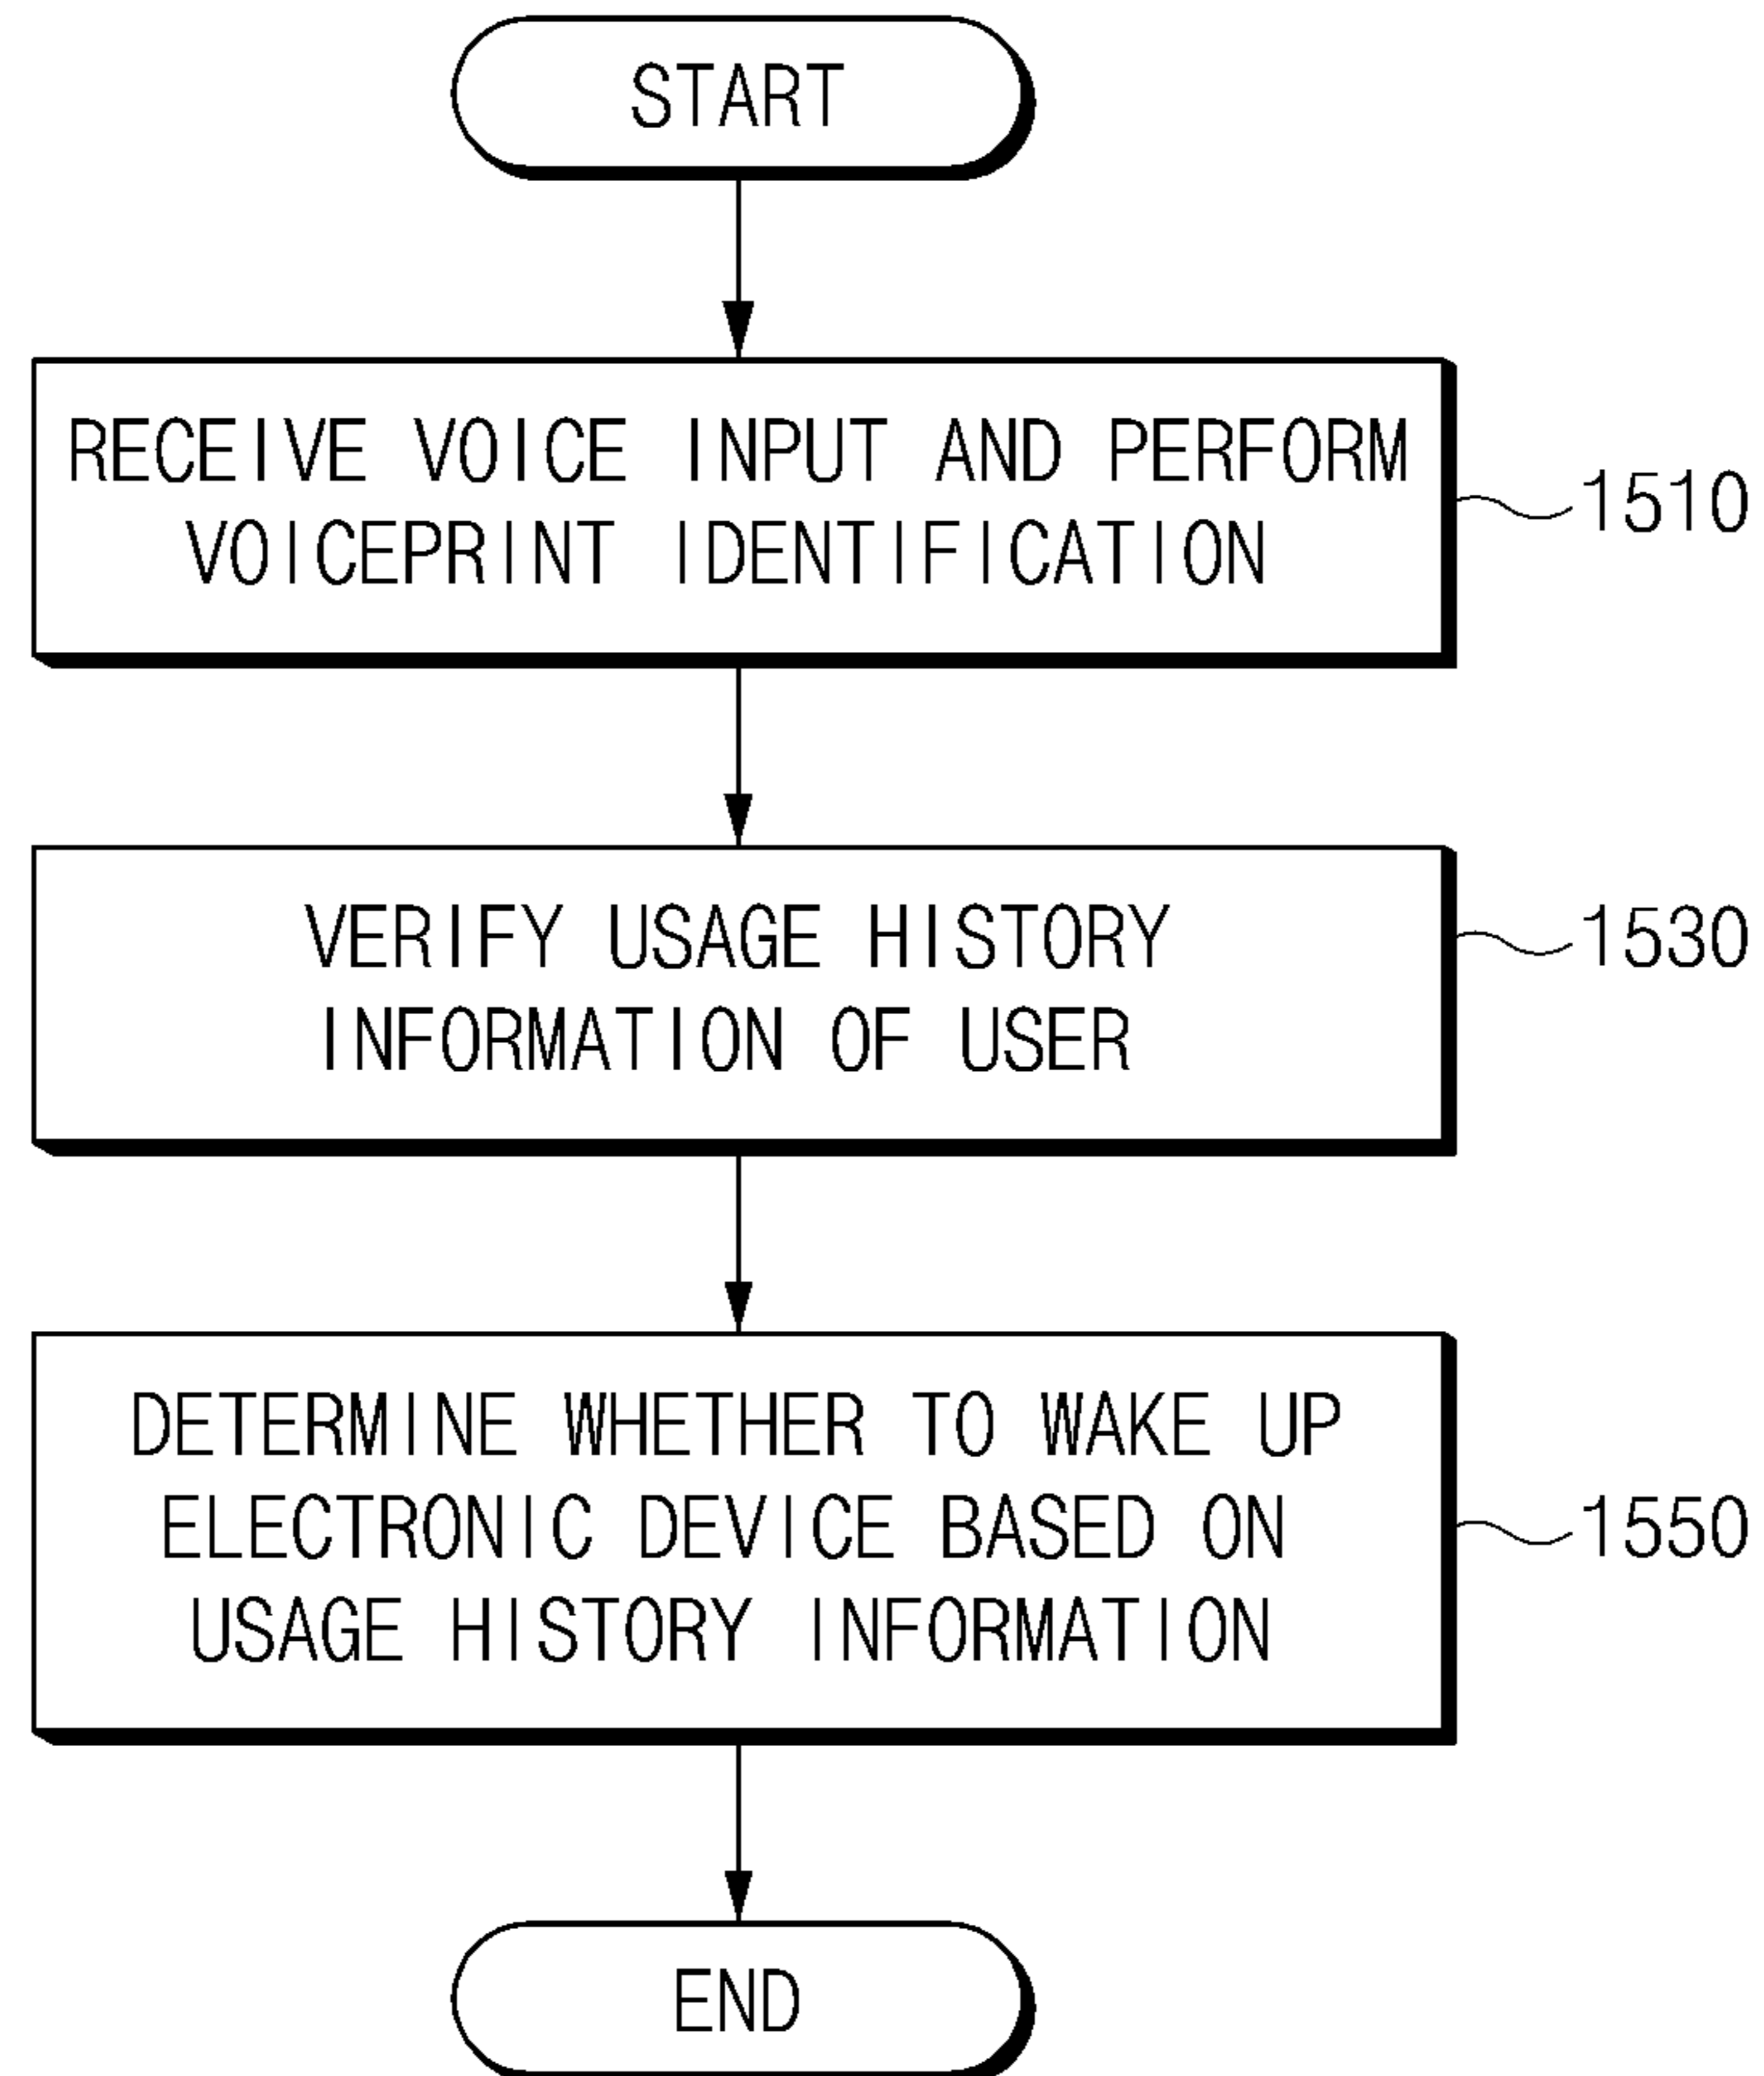 START
RECEIVE VOICE INPUT AND PERFORM
VOICEPRINT IDENTIFICATION
1510
VERIFY USAGE HISTORY
INFORMATION OF USER
1530
DETERMINE WHETHER TO WAKE UP
ELECTRONIC DEVICE BASED ON
USAGE HISTORY INFORMATION
1550
END